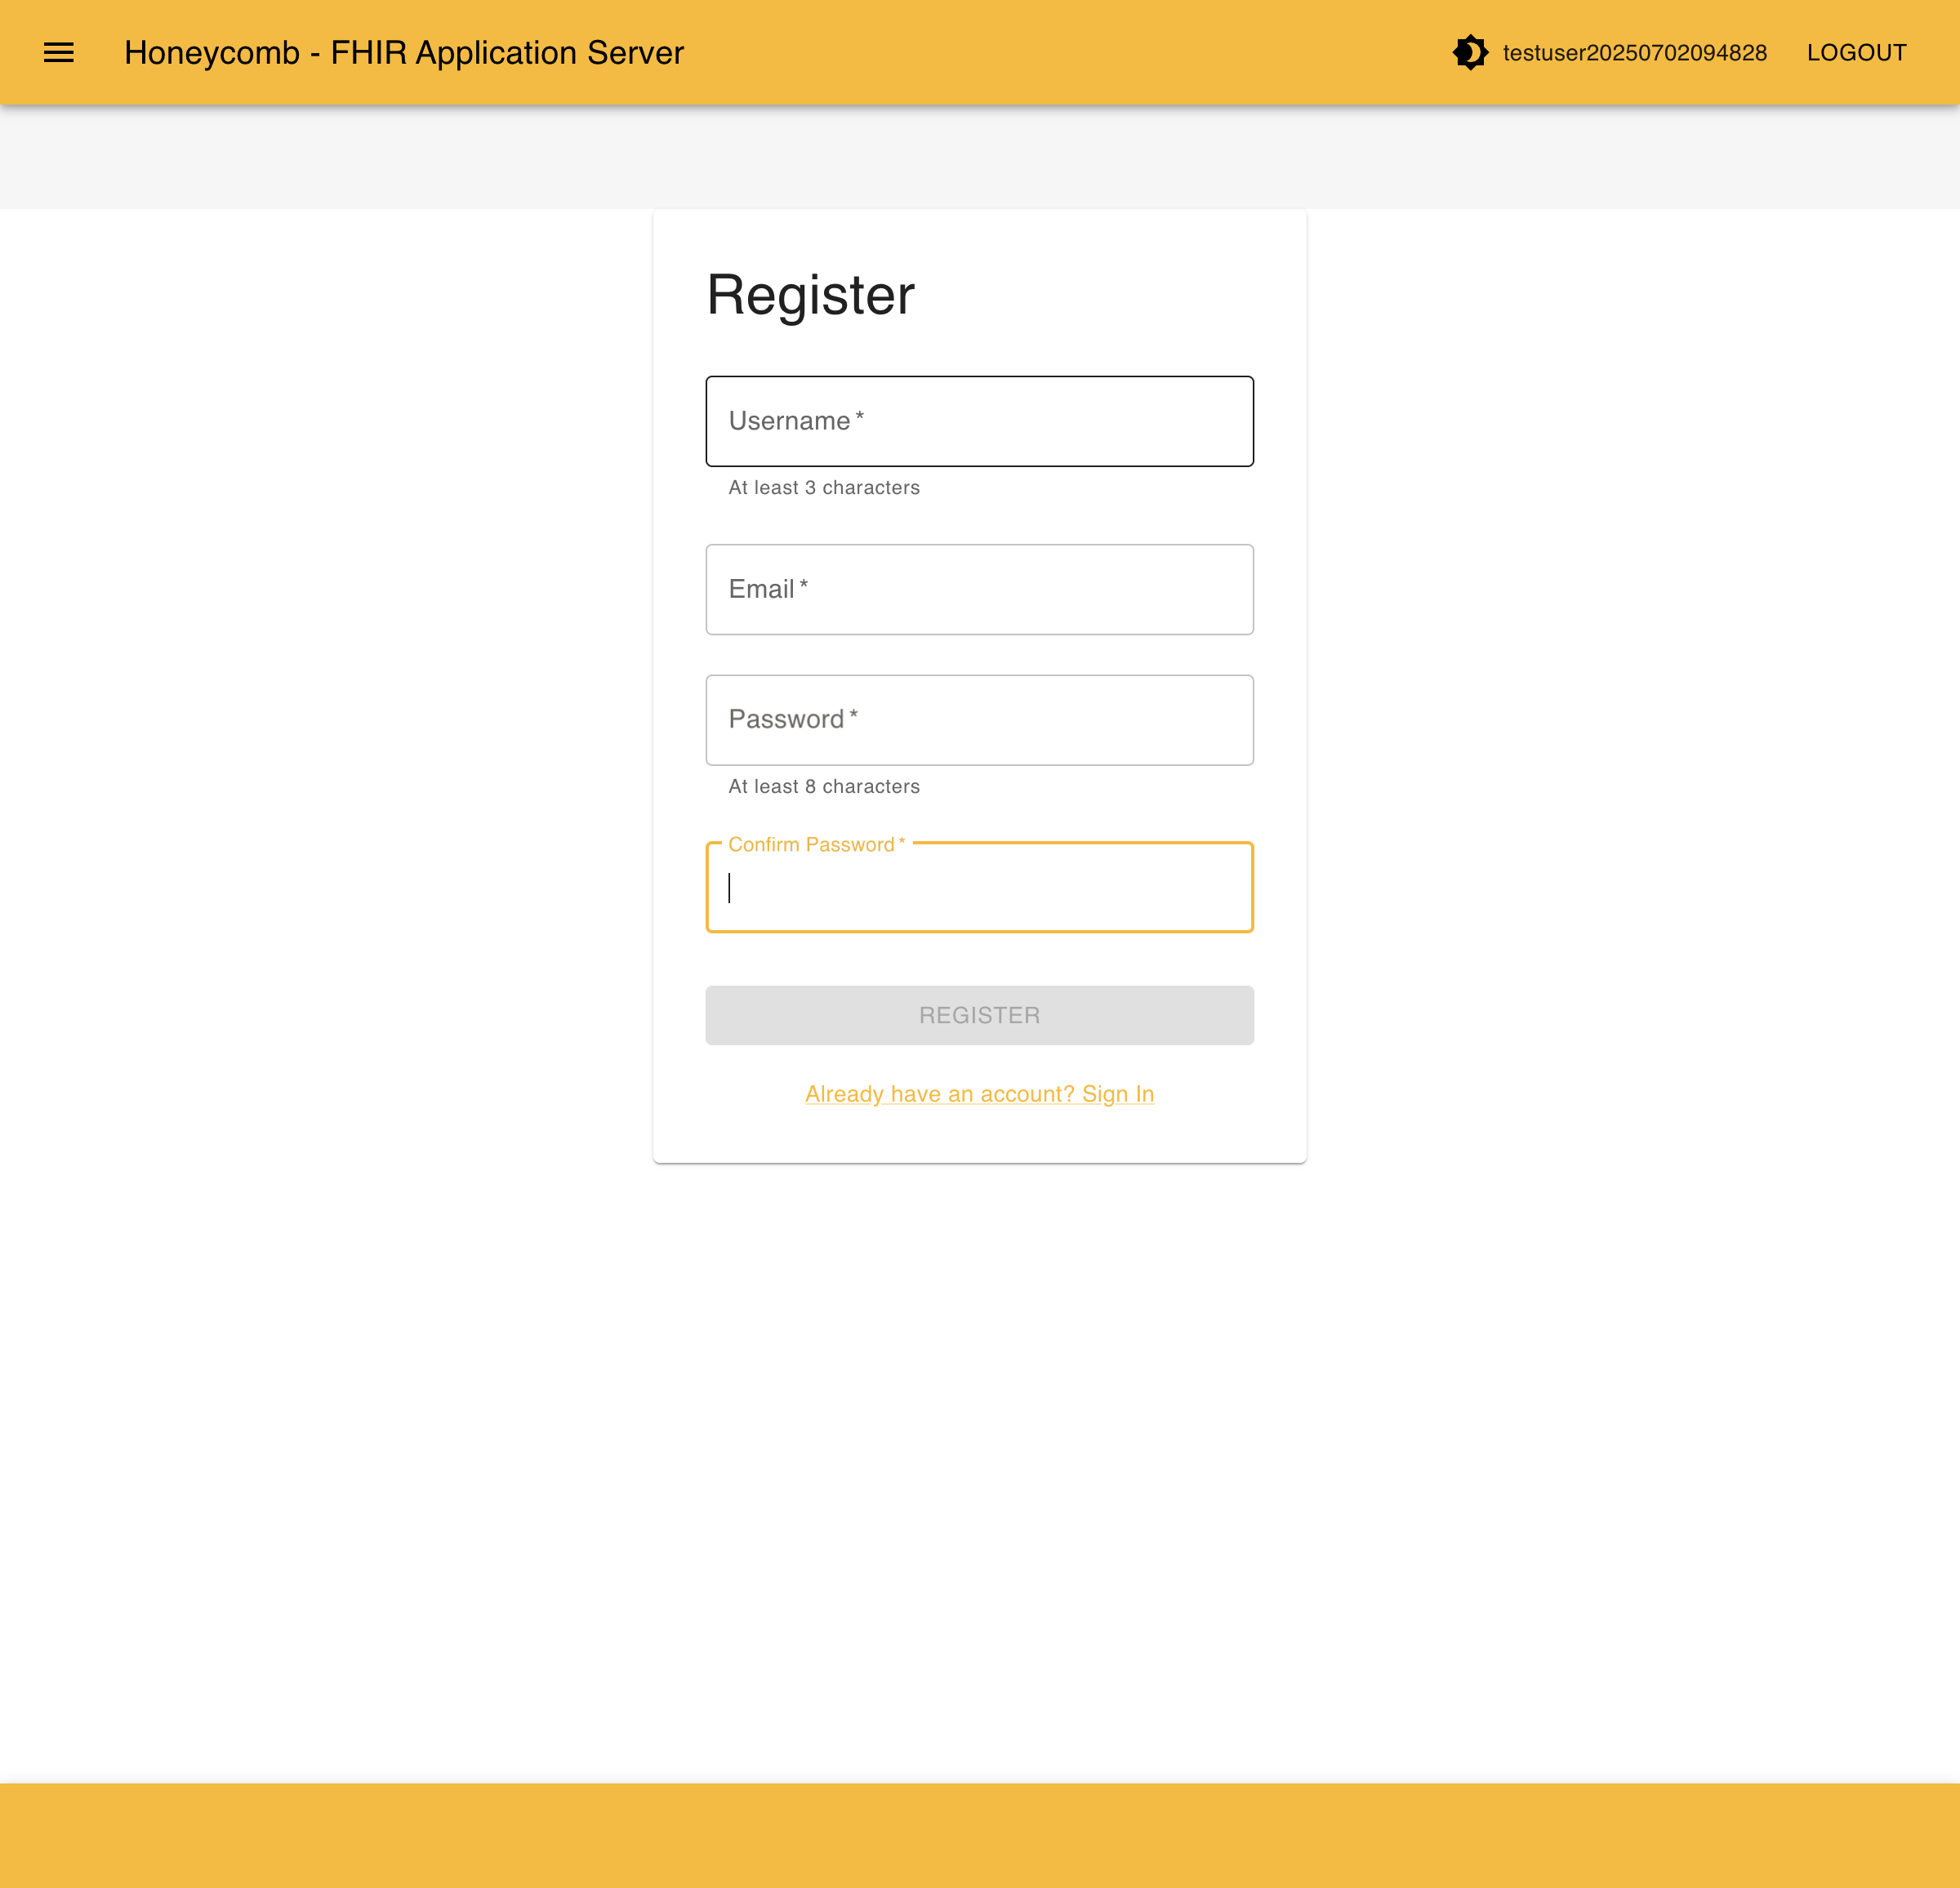 Honeycomb - FHIR Application Server
testuser20250702094828
LOGOUT
Register
Username *
At least 3 characters
Email *
Password *
At least 8 characters
Confirm Password *
REGISTER
Already have an account? Sign In